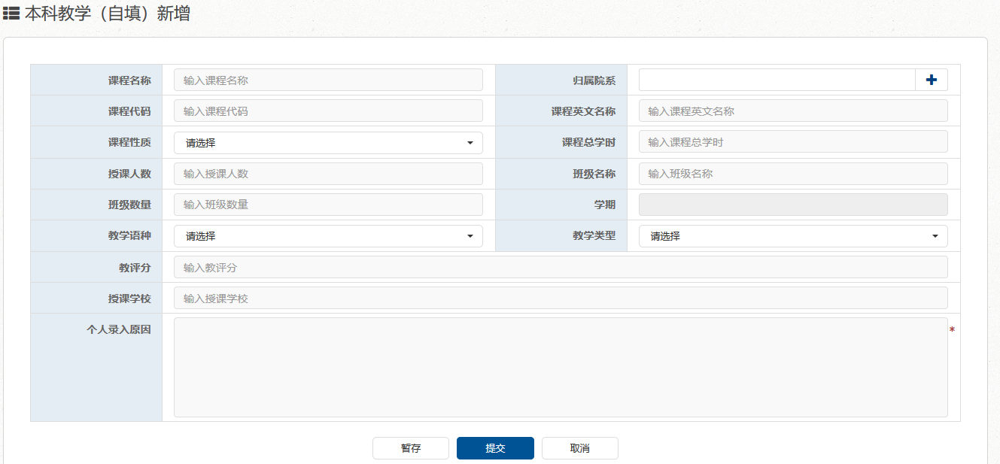 本科教学（自填）新增
课程名称 输入课程名称 归属院系
课程代码 输入课程代码 课程英文名称 输入课程英文名称
课程性质 请选择 课程总学时 输入课程总学时
授课人数 输入授课人数 班级名称 输入班级名称
班级数量 输入班级数量 学期
教学语种 请选择 教学类型 请选择
教评分 输入教评分
授课学校 输入授课学校
个人录入原因 *
暂存 提交 取消